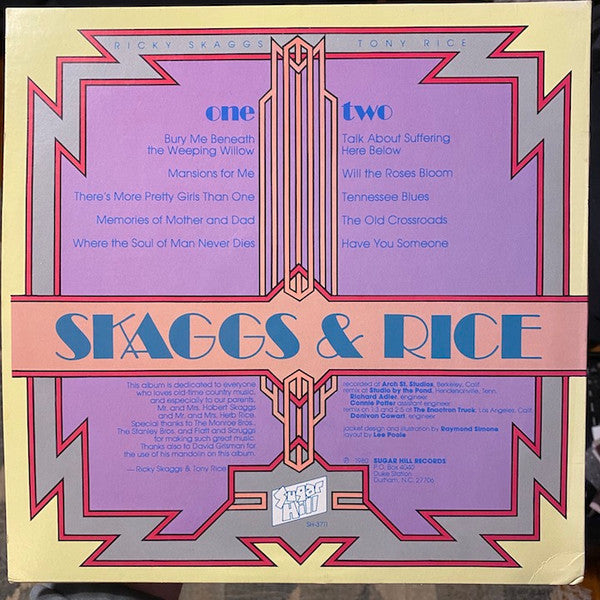 RICKY SKAGGS
TONY RICE
one
Bury Me Beneath
the Weeping Willow
Mansions for Me
There's More Pretty Girls Than One
Memories of Mother and Dad
Where the Soul of Man Never Dies
two
Talk About Suffering
Here Below
Will the Roses Bloom
Tennessee Blues
The Old Crossroads
Have You Someone
SKAGGS & RICE
This album is dedicated to everyone
who loves old-time country music,
and especially to our parents,
Mr. and Mrs. Hobert Skaggs
and Mr. and Mrs. Herb Rice.
Special thanks to The Monroe Bros.,
The Stanley Bros. and Flatt and Scruggs
for making such great music.
Thanks also to David Grisman for
the use of his mandolin on this album.
— Ricky Skaggs & Tony Rice
recorded at Arch St. Studios, Berkeley, Calif.
remix at Studio by the Pond, Hendersonville, Tenn.
Richard Adler, engineer
Connie Potter assistant engineer
remix on 1:3 and 2:5 at The Enactron Truck, Los Angeles, Calif.
Donivan Cowart, engineer
jacket design and illustration by Raymond Simone
layout by Lee Poole
℗ 1980 SUGAR HILL RECORDS
P.O. Box 4040
Duke Station
Durham, N.C. 27706
Sugar
Hill
SH-3711